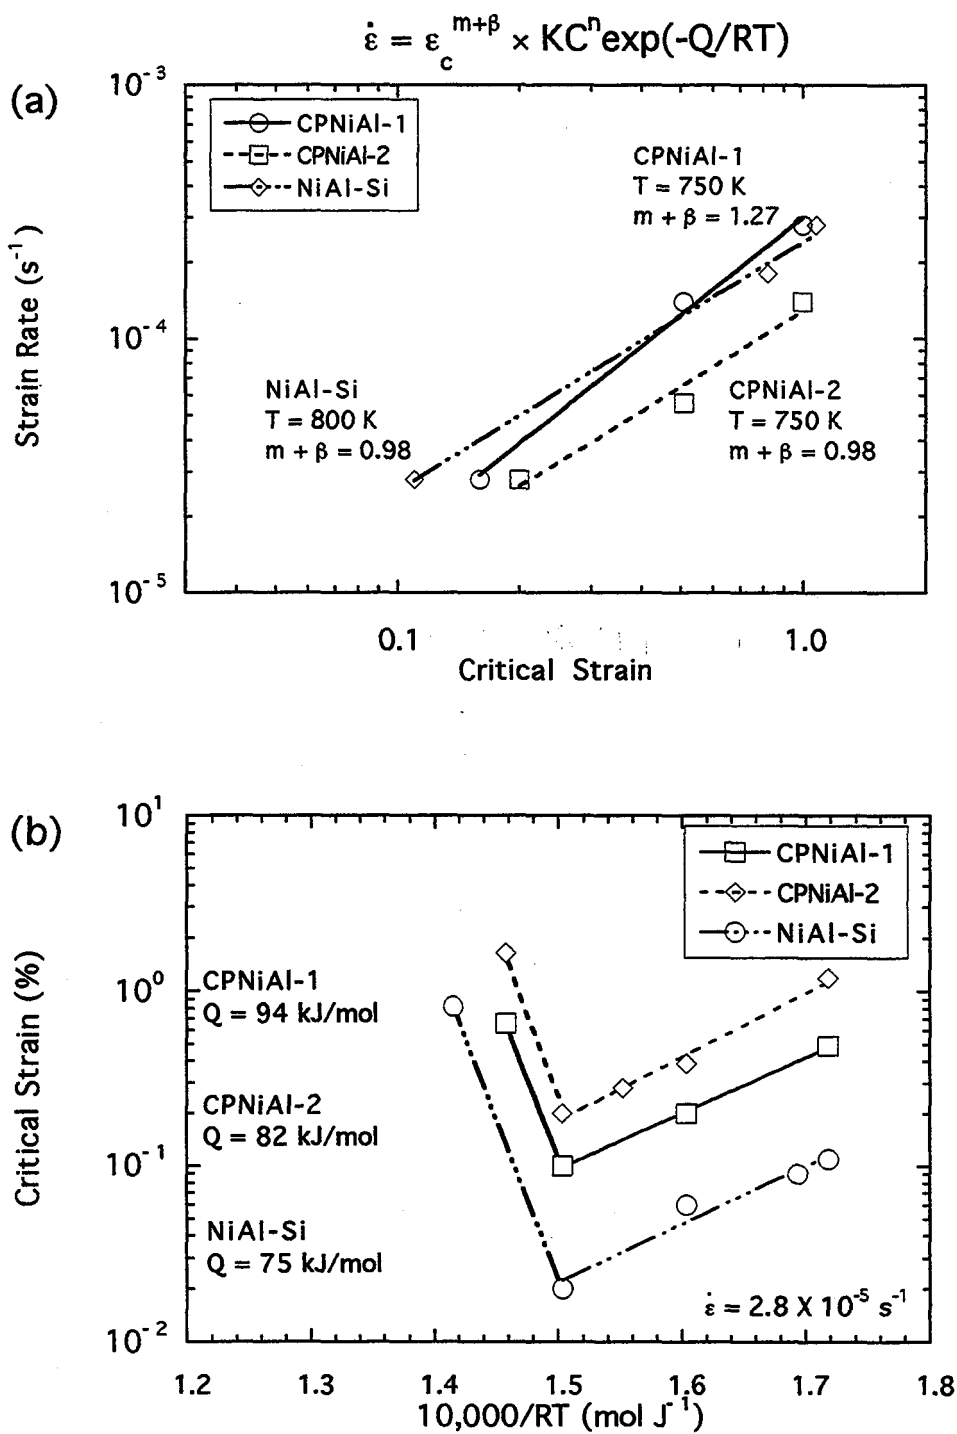 ε̇ = ε_c^{m+β} × KC^n exp(-Q/RT)
(a)
10^-3
CPNiAl-1
CPNiAl-2
NiAl-Si
CPNiAl-1
T = 750 K
m + β = 1.27
Strain Rate (s^-1)
10^-4
NiAl-Si
T = 800 K
m + β = 0.98
CPNiAl-2
T = 750 K
m + β = 0.98
10^-5
0.1 1.0
Critical Strain
(b)
10^1
CPNiAl-1
CPNiAl-2
NiAl-Si
Critical Strain (%)
10^0
CPNiAl-1
Q = 94 kJ/mol
CPNiAl-2
Q = 82 kJ/mol
10^-1
NiAl-Si
Q = 75 kJ/mol
ε̇ = 2.8 X 10^-5 s^-1
10^-2
1.2 1.3 1.4 1.5 1.6 1.7 1.8
10,000/RT (mol J^-1)